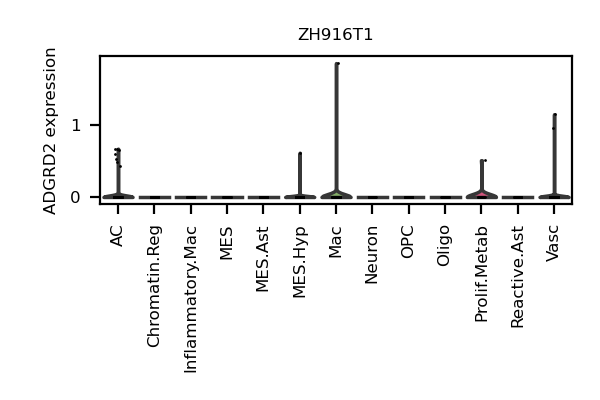 ZH916T1
ADGRD2 expression
1
0
AC
Chromatin.Reg
Inflammatory.Mac
MES
MES.Ast
MES.Hyp
Mac
Neuron
OPC
Oligo
Prolif.Metab
Reactive.Ast
Vasc